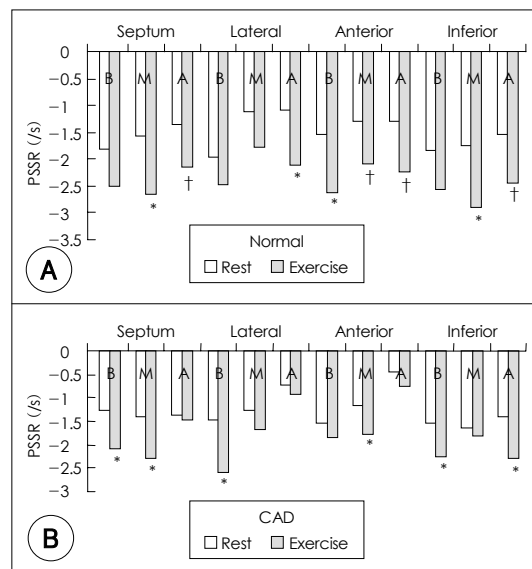 Septum Lateral Anterior Inferior
0
−0.5
−1
−1.5
−2
−2.5
−3
−3.5
PSSR (/s)
B M A B M A B M A B M A
* † * * † † * †
Normal
Rest Exercise
A
Septum Lateral Anterior Inferior
0
−0.5
−1
−1.5
−2
−2.5
−3
PSSR (/s)
B M A B M A B M A B M A
* * * * * *
CAD
Rest Exercise
B